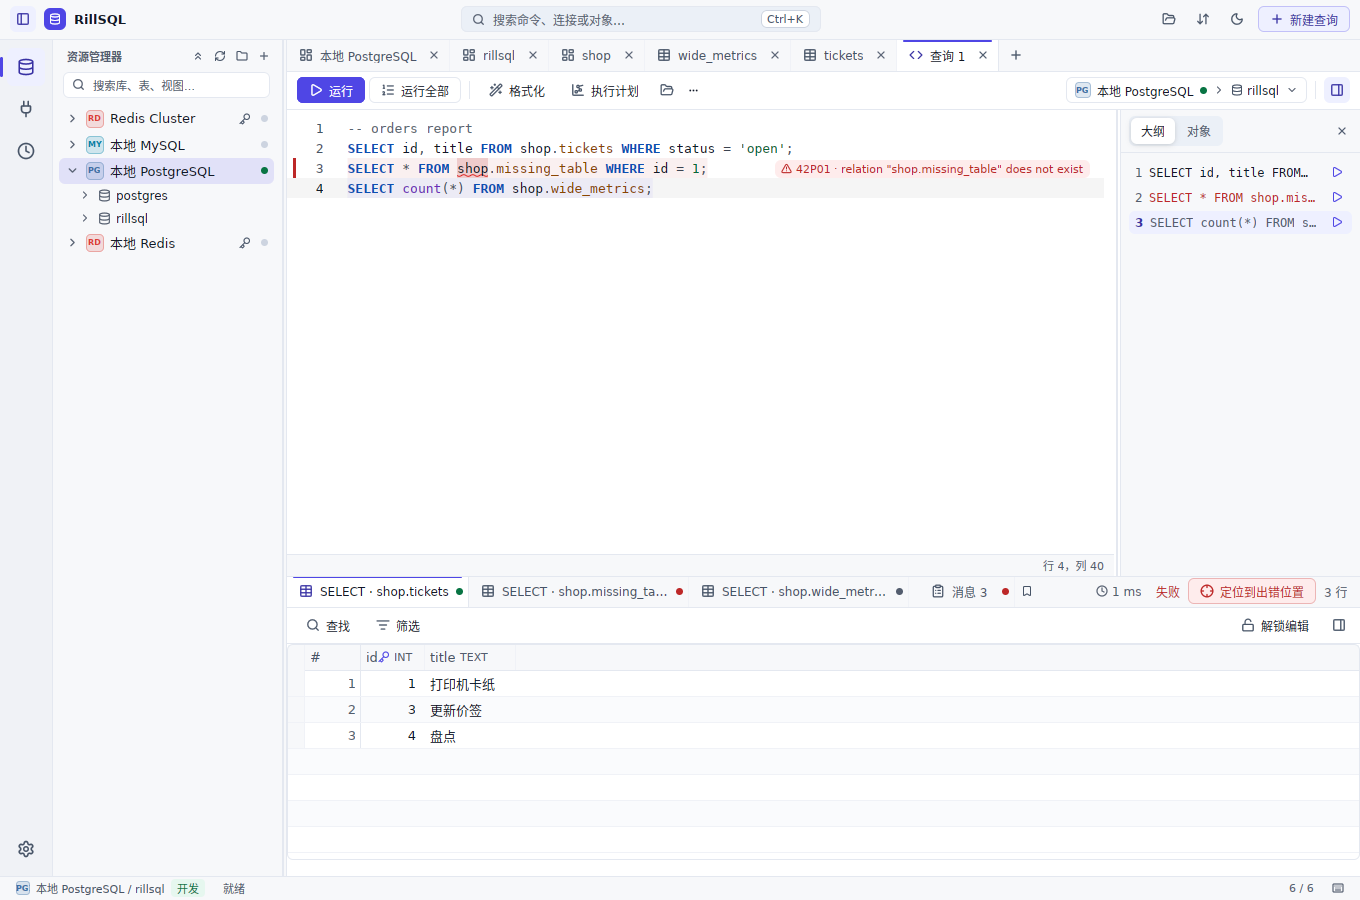 RillSQL
搜索命令、连接或对象... Ctrl+K
新建查询
资源管理器
搜索库、表、视图...
RD Redis Cluster
MY 本地 MySQL
PG 本地 PostgreSQL
postgres
rillsql
RD 本地 Redis
本地 PostgreSQL rillsql shop wide_metrics tickets 查询 1
运行 运行全部 格式化 执行计划 PG 本地 PostgreSQL rillsql
1 -- orders report
2 SELECT id, title FROM shop.tickets WHERE status = 'open';
3 SELECT * FROM shop.missing_table WHERE id = 1; 42P01 · relation "shop.missing_table" does not exist
4 SELECT count(*) FROM shop.wide_metrics;
行 4，列 40
大纲 对象
1 SELECT id, title FROM…
2 SELECT * FROM shop.mis…
3 SELECT count(*) FROM s…
SELECT · shop.tickets SELECT · shop.missing_ta... SELECT · shop.wide_metr... 消息 3 1 ms 失败 定位到出错位置 3 行
查找 筛选 解锁编辑
# id INT title TEXT
1 1 打印机卡纸
2 3 更新价签
3 4 盘点
PG 本地 PostgreSQL / rillsql 开发 就绪 6 / 6